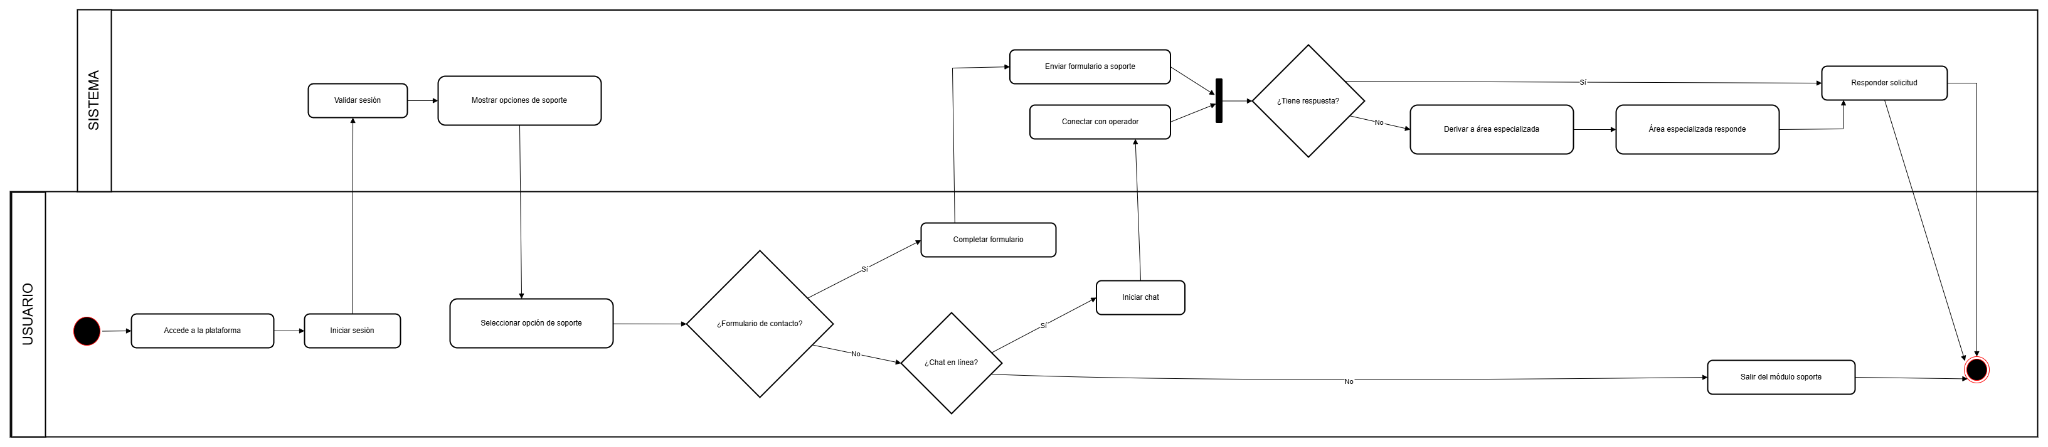 SISTEMA
Validar sesión
Mostrar opciones de soporte
Enviar formulario a soporte
Conectar con operador
¿Tiene respuesta?
Sí
No
Derivar a área especializada
Área especializada responde
Responder solicitud
USUARIO
Accede a la plataforma
Iniciar sesión
Seleccionar opción de soporte
¿Formulario de contacto?
Sí
No
Completar formulario
¿Chat en línea?
Sí
No
Iniciar chat
Salir del módulo soporte